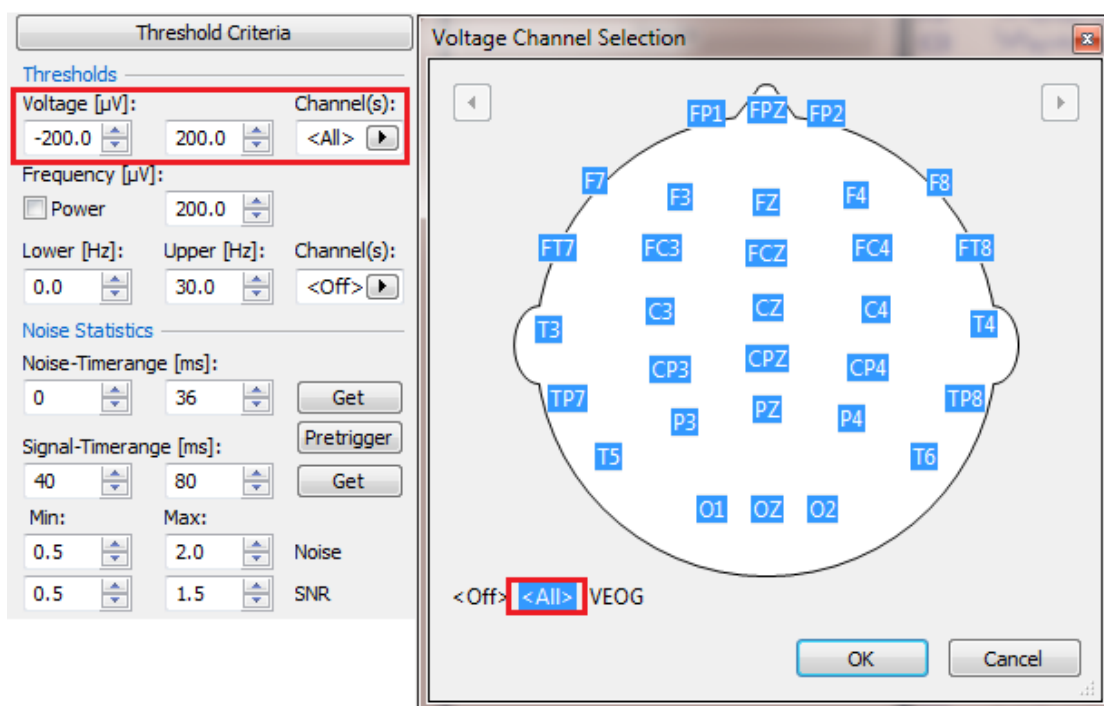 Threshold Criteria
Thresholds
Voltage [µV]: Channel(s):
-200.0 200.0 <All>
Frequency [µV]:
Power 200.0
Lower [Hz]: Upper [Hz]: Channel(s):
0.0 30.0 <Off>
Noise Statistics
Noise-Timerange [ms]:
0 36 Get
Pretrigger
Signal-Timerange [ms]:
40 80 Get
Min: Max:
0.5 2.0 Noise
0.5 1.5 SNR
Voltage Channel Selection
FP1 FPZ FP2
F7 F3 FZ F4 F8
FT7 FC3 FCZ FC4 FT8
T3 C3 CZ C4 T4
CP3 CPZ CP4
TP7 P3 PZ P4 TP8
T5 T6
O1 OZ O2
<Off> <All> VEOG
OK Cancel